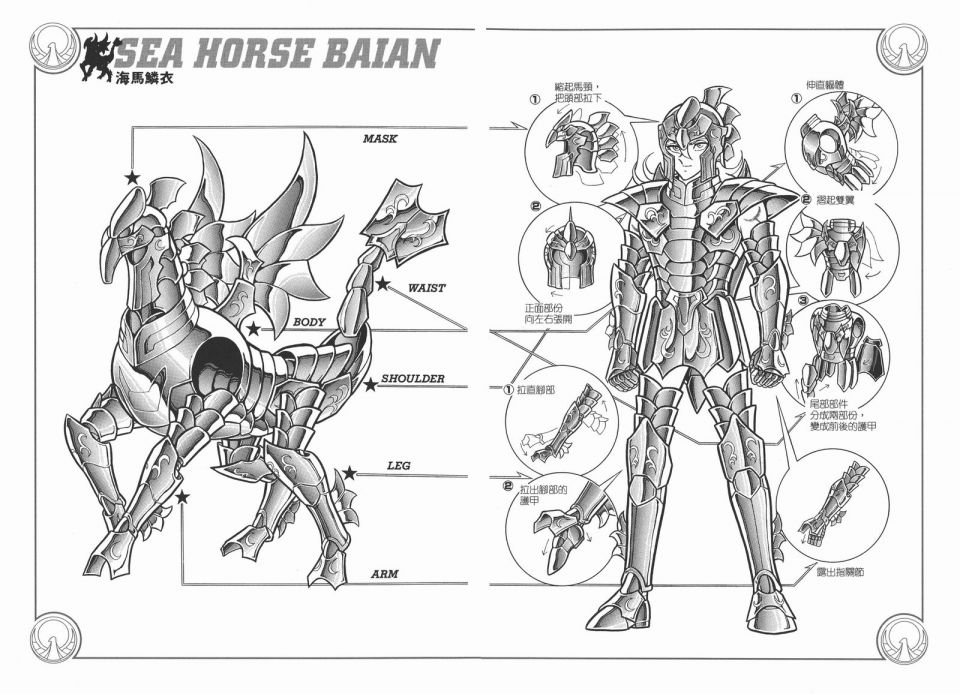 SEA HORSE BAIAN
海馬鱗衣
MASK
WAIST
BODY
SHOULDER
LEG
ARM
①
縮起馬頸，
把頭部拉下
②
正面部份
向左右張開
① 伸直軀體
② 摺起雙翼
③
尾部部件
分成兩部份，
變成前後的護甲
① 拉直腳部
② 拉出腳部的
護甲
露出指關節